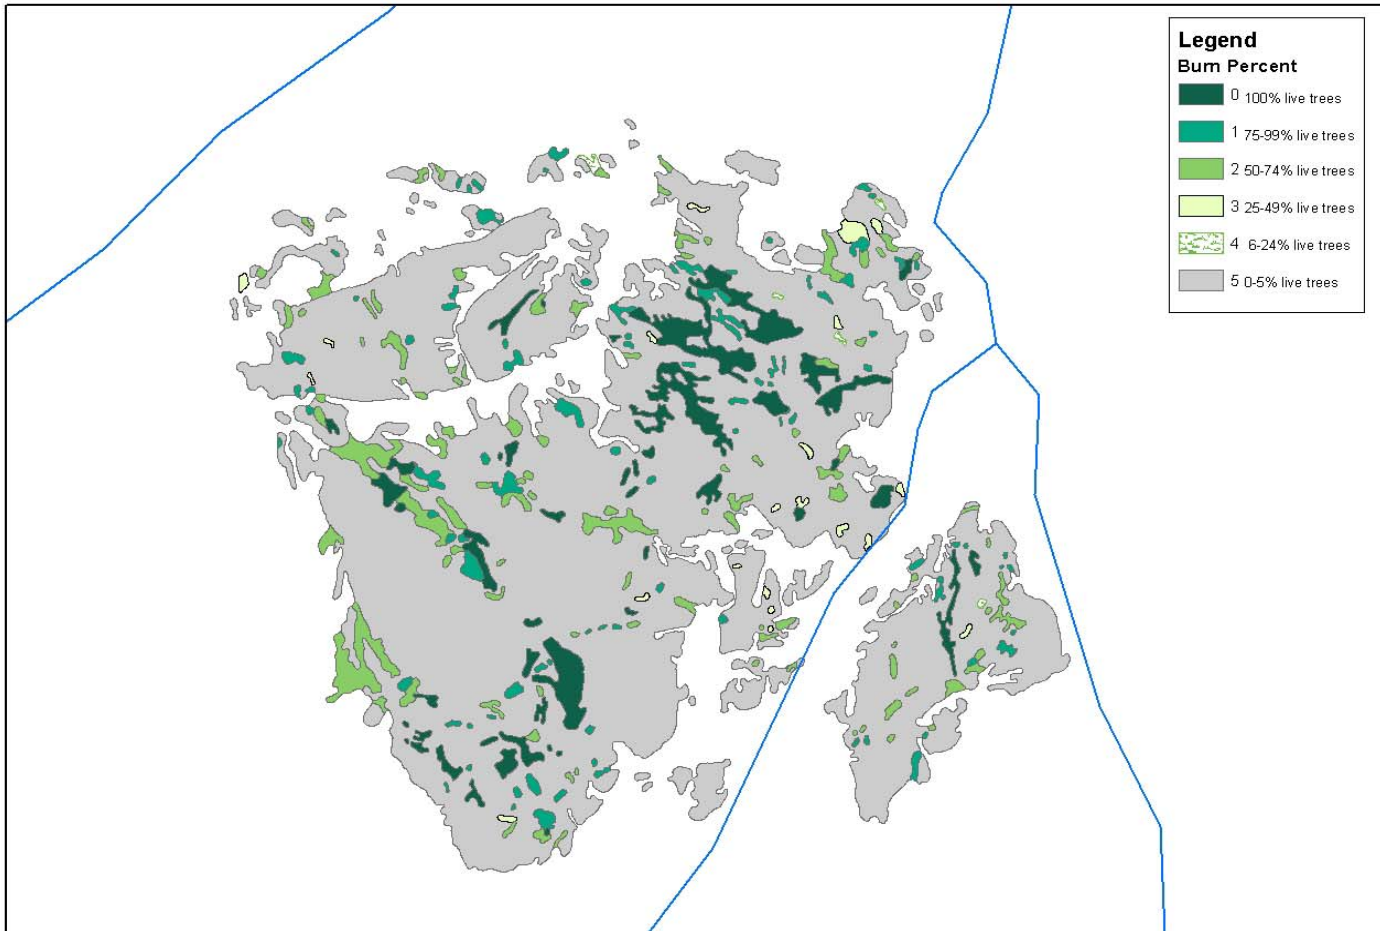 Legend
Burn Percent
0 100% live trees
1 75-99% live trees
2 50-74% live trees
3 25-49% live trees
4 6-24% live trees
5 0-5% live trees